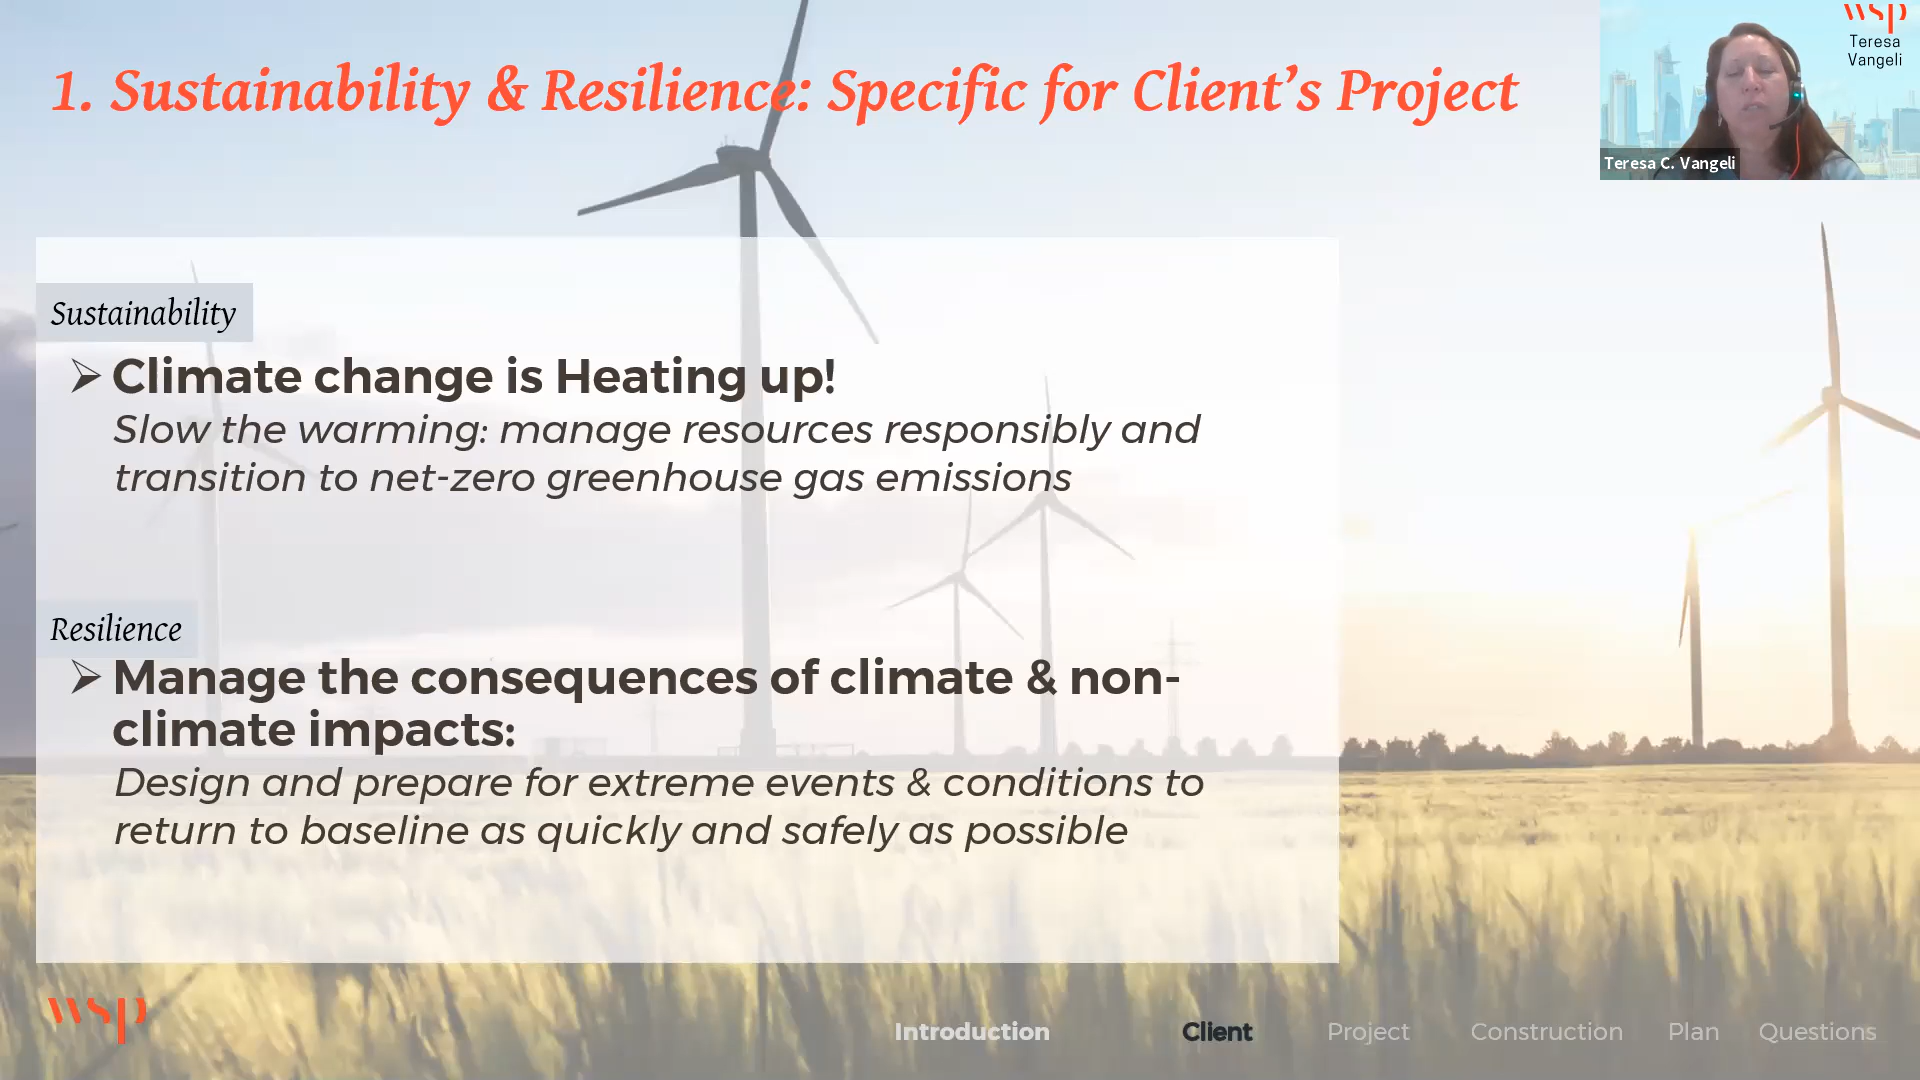 1. Sustainability & Resilience: Specific for Client’s Project
wsp
Teresa
Vangeli
Teresa C. Vangeli
Sustainability
Climate change is Heating up!
Slow the warming: manage resources responsibly and
transition to net-zero greenhouse gas emissions
Resilience
Manage the consequences of climate & non-
climate impacts:
Design and prepare for extreme events & conditions to
return to baseline as quickly and safely as possible
wsp
Introduction Client Project Construction Plan Questions